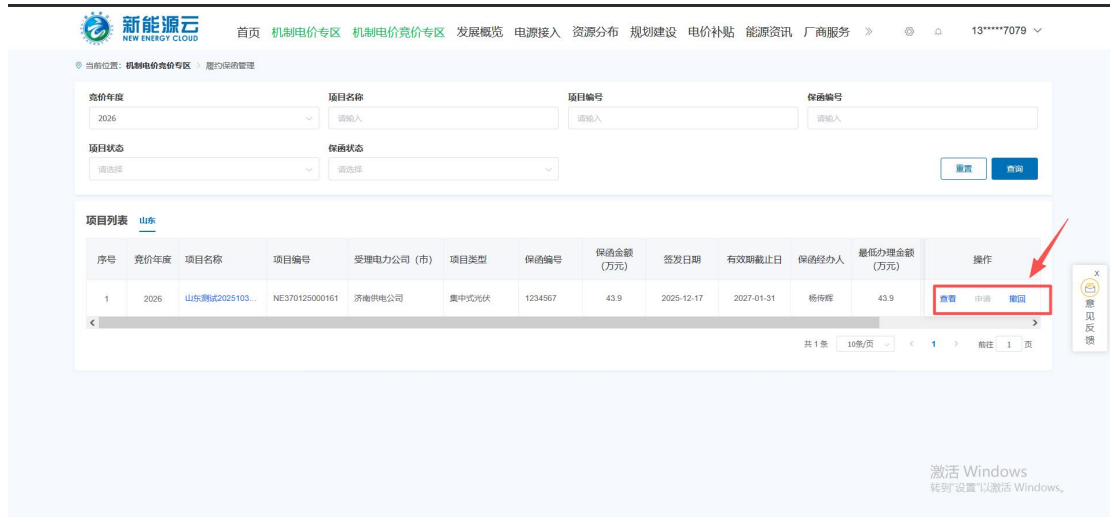 新能源云
NEW ENERGY CLOUD
首页 机制电价专区 机制电价竞价专区 发展概览 电源接入 资源分布 规划建设 电价补贴 能源资讯 厂商服务 » 13*****7079
当前位置：机制电价竞价专区 > 履约保函管理
竞价年度 项目名称 项目编号 保函编号
2026 请输入 请输入 请输入
项目状态 保函状态
请选择 请选择 重置 查询
项目列表 山东
序号 竞价年度 项目名称 项目编号 受理电力公司（市） 项目类型 保函编号 保函金额（万元） 签发日期 有效期截止日 保函经办人 最低办理金额（万元） 操作
1 2026 山东测试2025103... NE370125000161 济南供电公司 集中式光伏 1234567 43.9 2025-12-17 2027-01-31 杨传辉 43.9 查看 申请 撤回
共 1 条 10条/页 < 1 > 前往 1 页
x
意见反馈
激活 Windows
转到"设置"以激活 Windows。